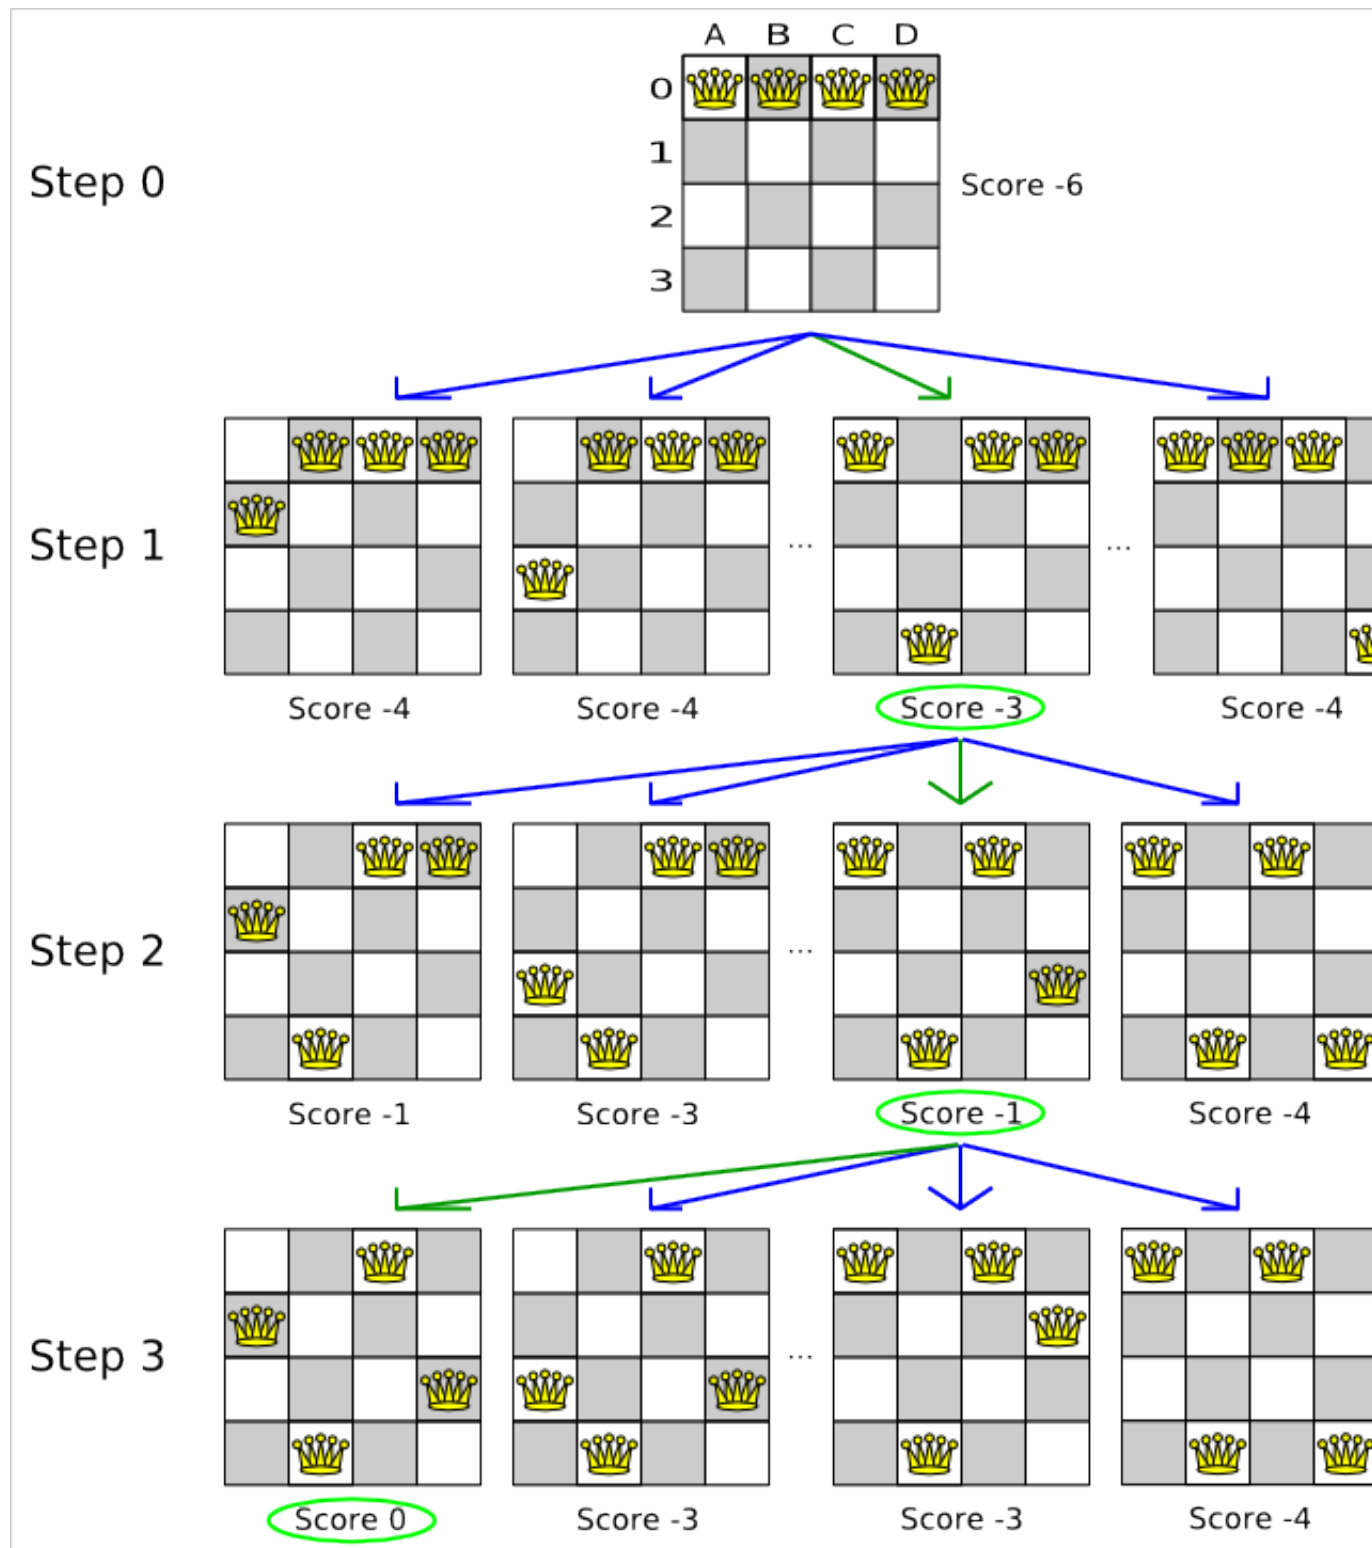 A B C D
0
1
Step 0
Score -6
2
3
Step 1
...
...
Score -4
Score -4
Score -3
Score -4
Step 2
...
Score -1
Score -3
Score -1
Score -4
Step 3
...
Score 0
Score -3
Score -3
Score -4